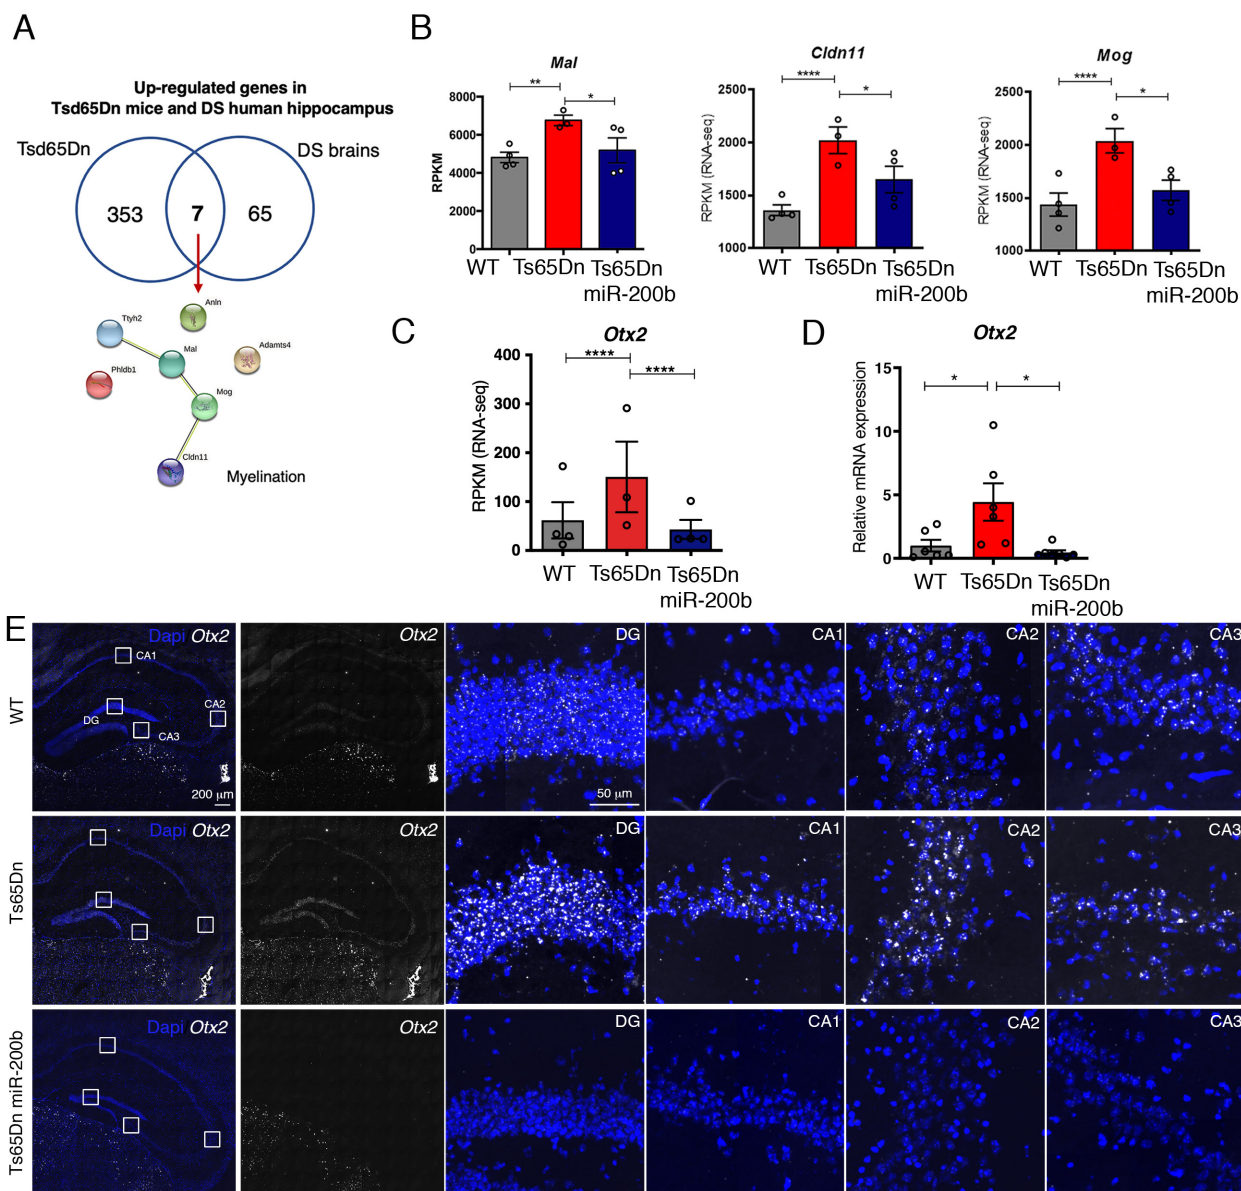 A
Up-regulated genes in
Tsd65Dn mice and DS human hippocampus
Tsd65Dn
DS brains
353
7
65
Anln
Ttyh2
Mal
Adamts4
Phldb1
Mog
Cldn11
Myelination
B
Mal
**
*
8000
6000
4000
2000
0
RPKM
WT
Ts65Dn
Ts65Dn
miR-200b
Cldn11
****
*
2500
2000
1500
1000
RPKM (RNA-seq)
WT
Ts65Dn
Ts65Dn
miR-200b
Mog
****
*
2500
2000
1500
1000
RPKM (RNA-seq)
WT
Ts65Dn
Ts65Dn
miR-200b
C
Otx2
****
****
400
300
200
100
0
RPKM (RNA-seq)
WT
Ts65Dn
Ts65Dn
miR-200b
D
Otx2
*
*
15
10
5
0
Relative mRNA expression
WT
Ts65Dn
Ts65Dn
miR-200b
E
WT
Dapi Otx2
CA1
CA2
DG
CA3
200 μm
Otx2
DG
50 μm
CA1
CA2
CA3
Ts65Dn
Dapi Otx2
Otx2
DG
CA1
CA2
CA3
Ts65Dn miR-200b
Dapi Otx2
Otx2
DG
CA1
CA2
CA3